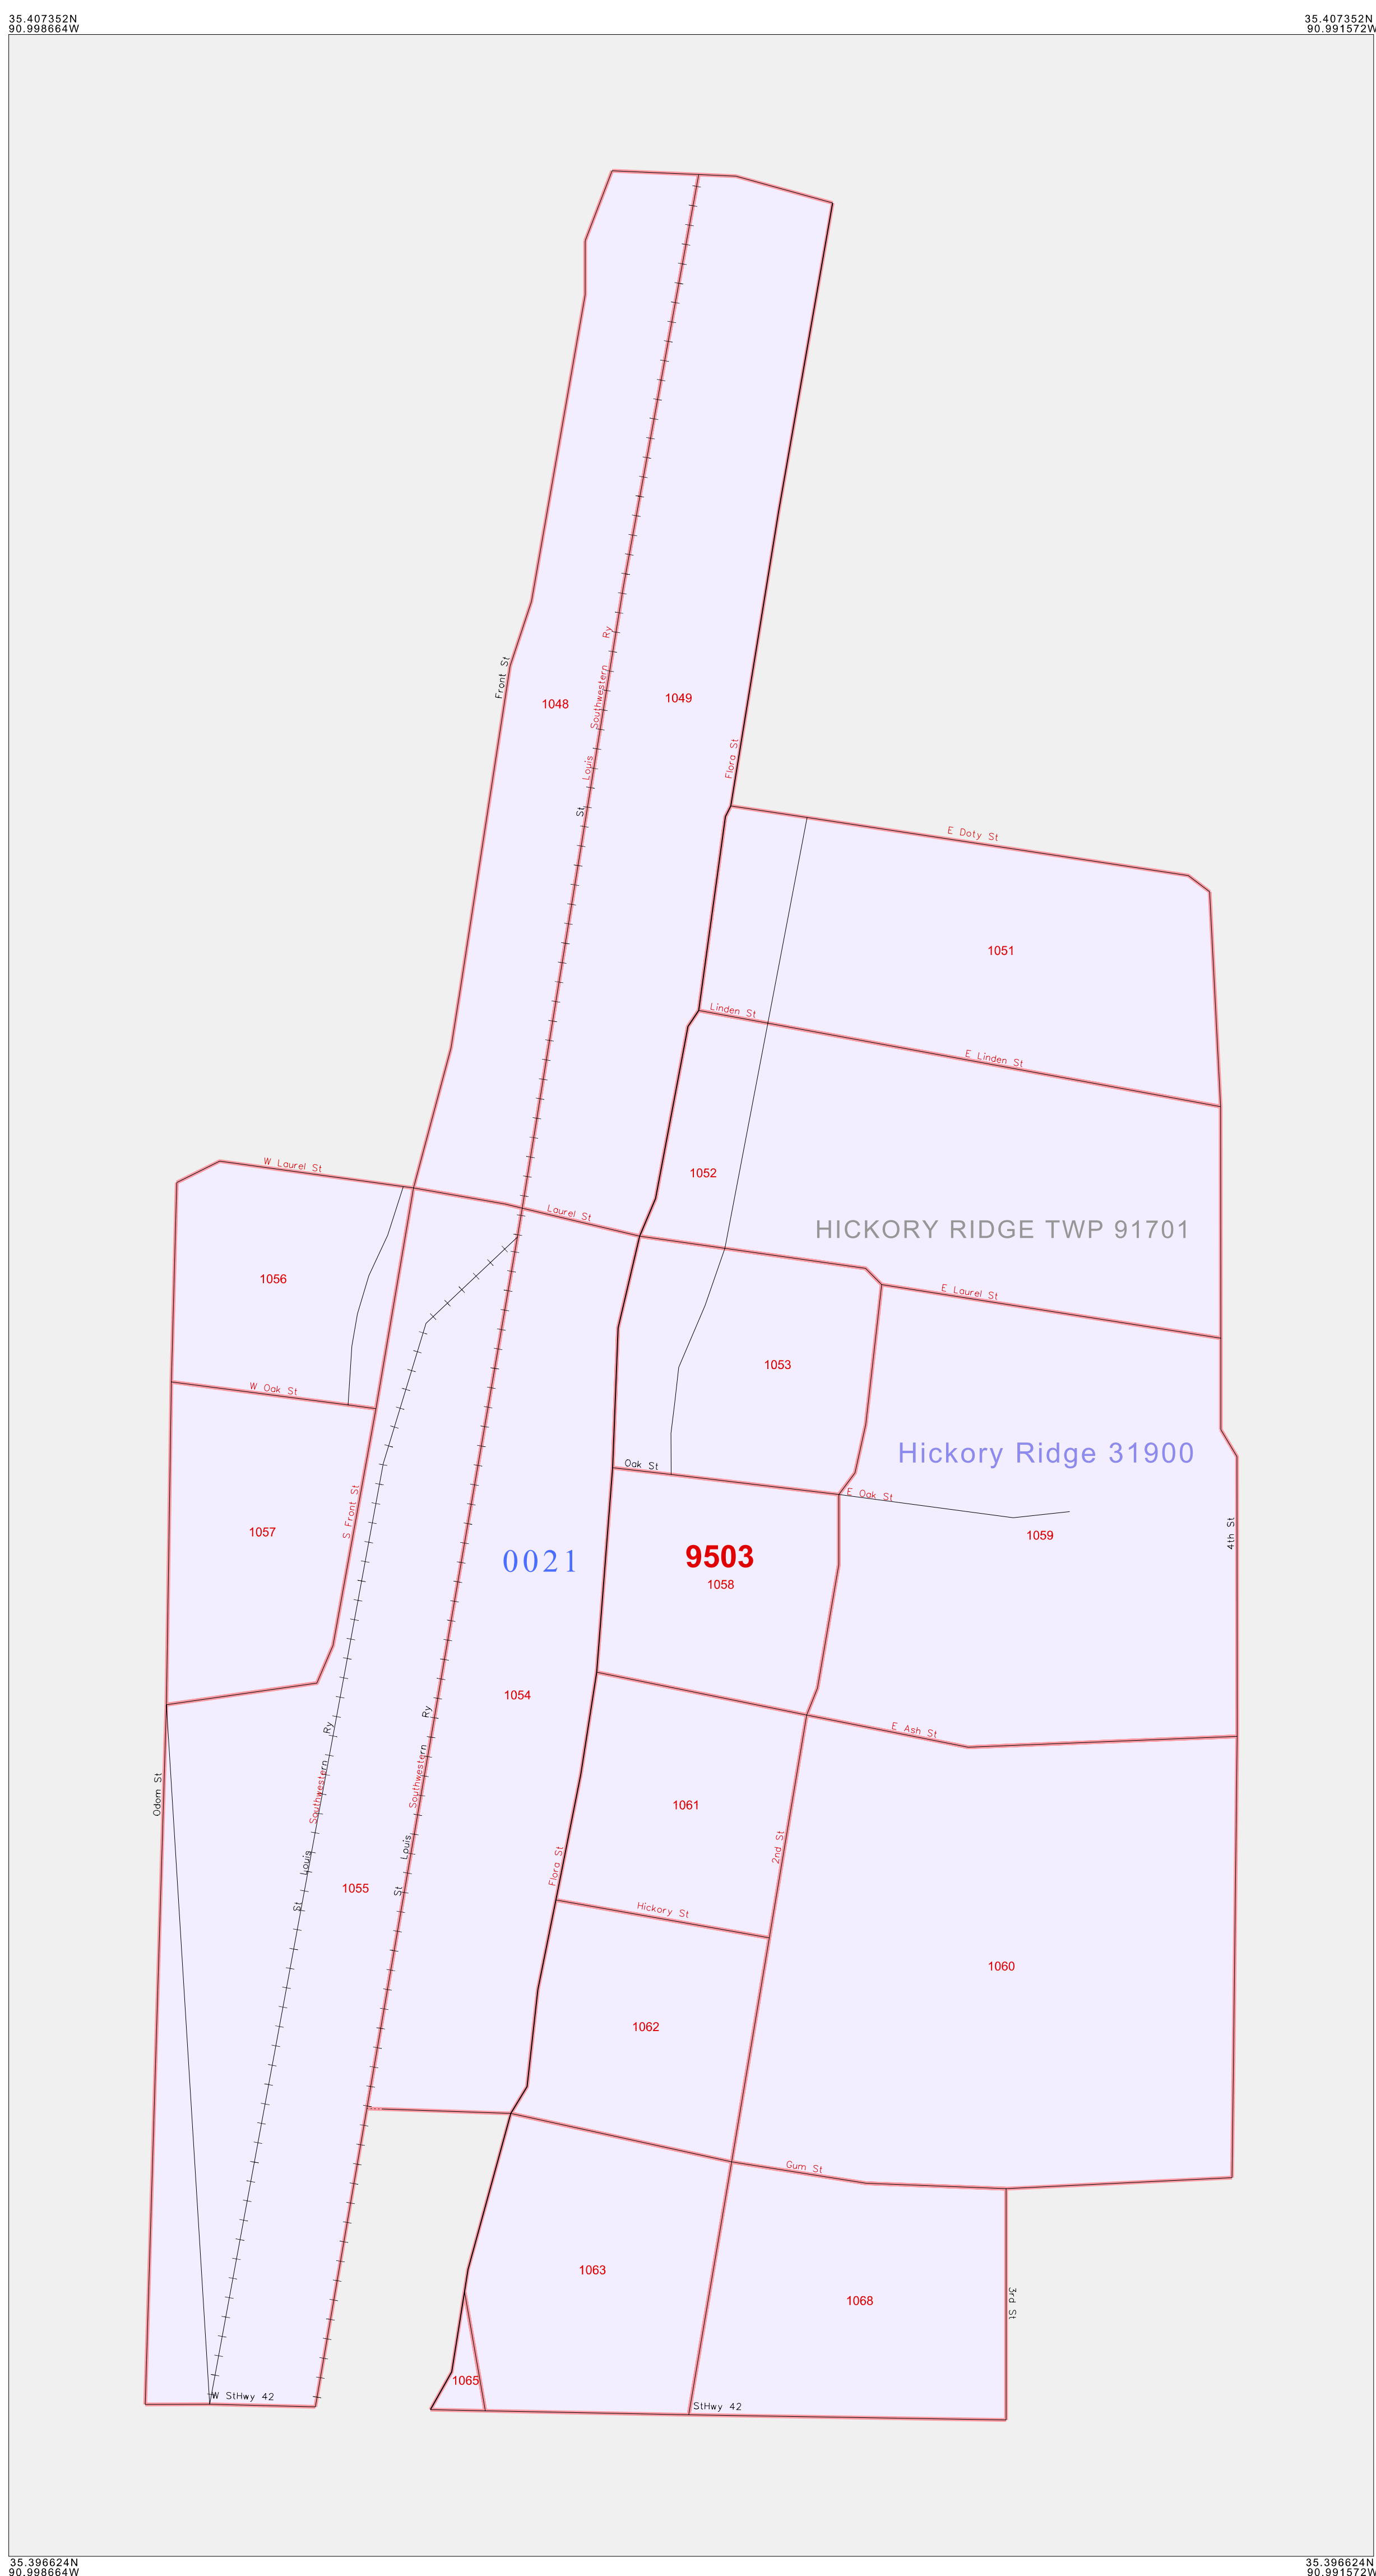 35.407352N
90.998664W
35.407352N
90.991572W
Front St
1048
St Louis Southwestern Ry
1049
Flora St
E Doty St
1051
Linden St
E Linden St
1052
W Laurel St
Laurel St
HICKORY RIDGE TWP 91701
1056
E Laurel St
1053
W Oak St
Hickory Ridge 31900
Oak St
E Oak St
S Front St
1057
0021
9503
1058
1059
4th St
1054
E Ash St
Odom St
St Louis Southwestern Ry
St Louis Southwestern Ry
1061
2nd St
Flora St
1055
Hickory St
1060
1062
Gum St
1063
1068
3rd St
1065
W StHwy 42
StHwy 42
35.396624N
90.998664W
35.396624N
90.991572W